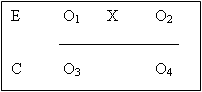 E O₁ X O₂
C O₃ O₄